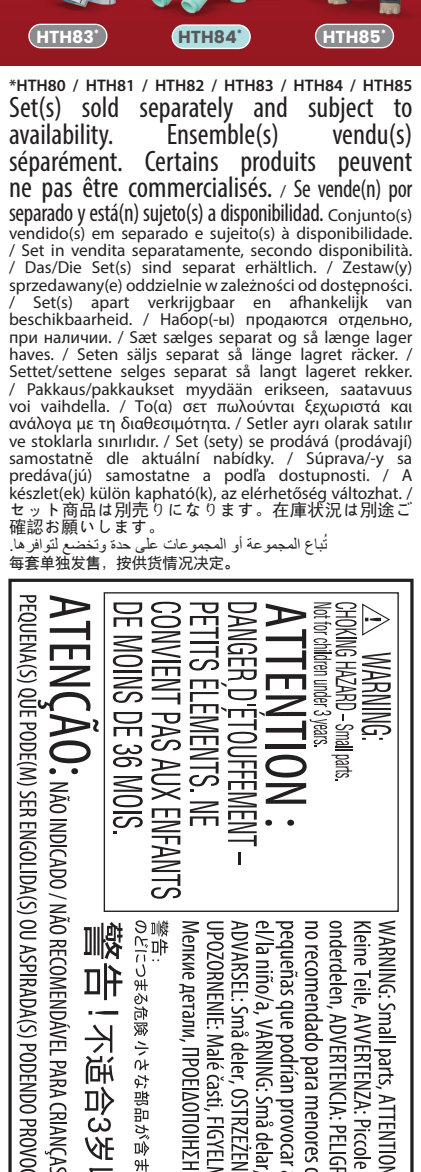 HTH83*
HTH84*
HTH85*
*HTH80 / HTH81 / HTH82 / HTH83 / HTH84 / HTH85
Set(s) sold separately and subject to
availability. Ensemble(s) vendu(s)
séparément. Certains produits peuvent
ne pas être commercialisés. / Se vende(n) por
separado y está(n) sujeto(s) a disponibilidad. Conjunto(s)
vendido(s) em separado e sujeito(s) à disponibilidade.
/ Set in vendita separatamente, secondo disponibilità.
/ Das/Die Set(s) sind separat erhältlich. / Zestaw(y)
sprzedawany(e) oddzielnie w zależności od dostępności.
/ Set(s) apart verkrijgbaar en afhankelijk van
beschikbaarheid. / Набор(-ы) продаются отдельно,
при наличии. / Sæt sælges separat og så længe lager
haves. / Seten säljs separat så länge lagret räcker. /
Settet/settene selges separat så langt lageret rekker.
/ Pakkaus/pakkaukset myydään erikseen, saatavuus
voi vaihdella. / Το(α) σετ πωλούνται ξεχωριστά και
ανάλογα με τη διαθεσιμότητα. / Setler ayrı olarak satılır
ve stoklarla sınırlıdır. / Set (sety) se prodává (prodávají)
samostatně dle aktuální nabídky. / Súprava/-y sa
predáva(jú) samostatne a podľa dostupnosti. / A
készlet(ek) külön kapható(k), az elérhetőség változhat. /
セット商品は別売りになります。在庫状況は別途ご
確認お願いします。
تُباع المجموعة أو المجموعات على حدة وتخضع لتوافرها.
每套单独发售，按供货情况决定。
⚠ WARNING:
CHOKING HAZARD – Small parts.
Not for children under 3 years.
ATTENTION :
DANGER D'ÉTOUFFEMENT –
PETITS ÉLÉMENTS. NE
CONVIENT PAS AUX ENFANTS
DE MOINS DE 36 MOIS.
WARNING: Small parts, ATTENTION
Kleine Teile, AVVERTENZA: Piccole
onderdelen, ADVERTENCIA: PELIGR
no recomendado para menores d
pequeñas que podrían provocar
el/la niño/a, VARNING: Små delar,
ADVARSEL: Små deler, OSTRZEŻEN
UPOZORNENIE: Malé časti, FIGYELM
Мелкие детали, ΠΡΟΕΙΔΟΠΟΙΗΣΗ
警告:
のどにつまる危険 小さな部品が含ま
警告!不适合3岁以
ATENÇÃO: NÃO INDICADO / NÃO RECOMENDÁVEL PARA CRIANÇAS
PEQUENA(S) QUE PODE(M) SER ENGOLIDA(S) OU ASPIRADA(S) PODENDO PROVOC